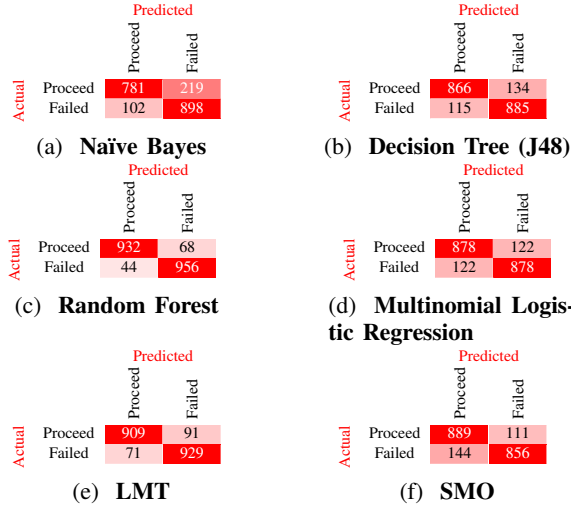 Predicted
Proceed Failed
Actual
Proceed 781 219
Failed 102 898
(a) Naïve Bayes
Predicted
Proceed Failed
Actual
Proceed 866 134
Failed 115 885
(b) Decision Tree (J48)
Predicted
Proceed Failed
Actual
Proceed 932 68
Failed 44 956
(c) Random Forest
Predicted
Proceed Failed
Actual
Proceed 878 122
Failed 122 878
(d) Multinomial Logis-
tic Regression
Predicted
Proceed Failed
Actual
Proceed 909 91
Failed 71 929
(e) LMT
Predicted
Proceed Failed
Actual
Proceed 889 111
Failed 144 856
(f) SMO